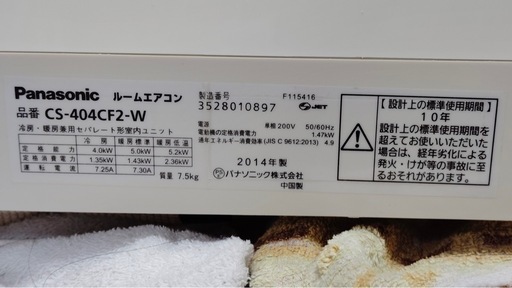 Panasonic ルームエアコン
品番 CS-404CF2-W
冷房・暖房兼用セパレート形室内ユニット
冷房 暖房標準 暖房低温
定格能力 4.0kW 5.0kW 5.2kW
定格消費電力 1.35kW 1.43kW 2.36kW
運転電流 7.25A 7.30A
質量 7.5kg
製造番号 F115416
3528010897 JET
電源 単相 200V 50/60Hz
電動機の定格消費電力 1.47kW
通年エネルギー消費効率(JIS C 9612:2013) 4.9
2014年製
パナソニック株式会社
中国製
【設計上の標準使用期間】
10年
設計上の標準使用期間を
超えてお使いいただいた
場合は、経年劣化による
発火・けが等の事故に至
るおそれがあります。